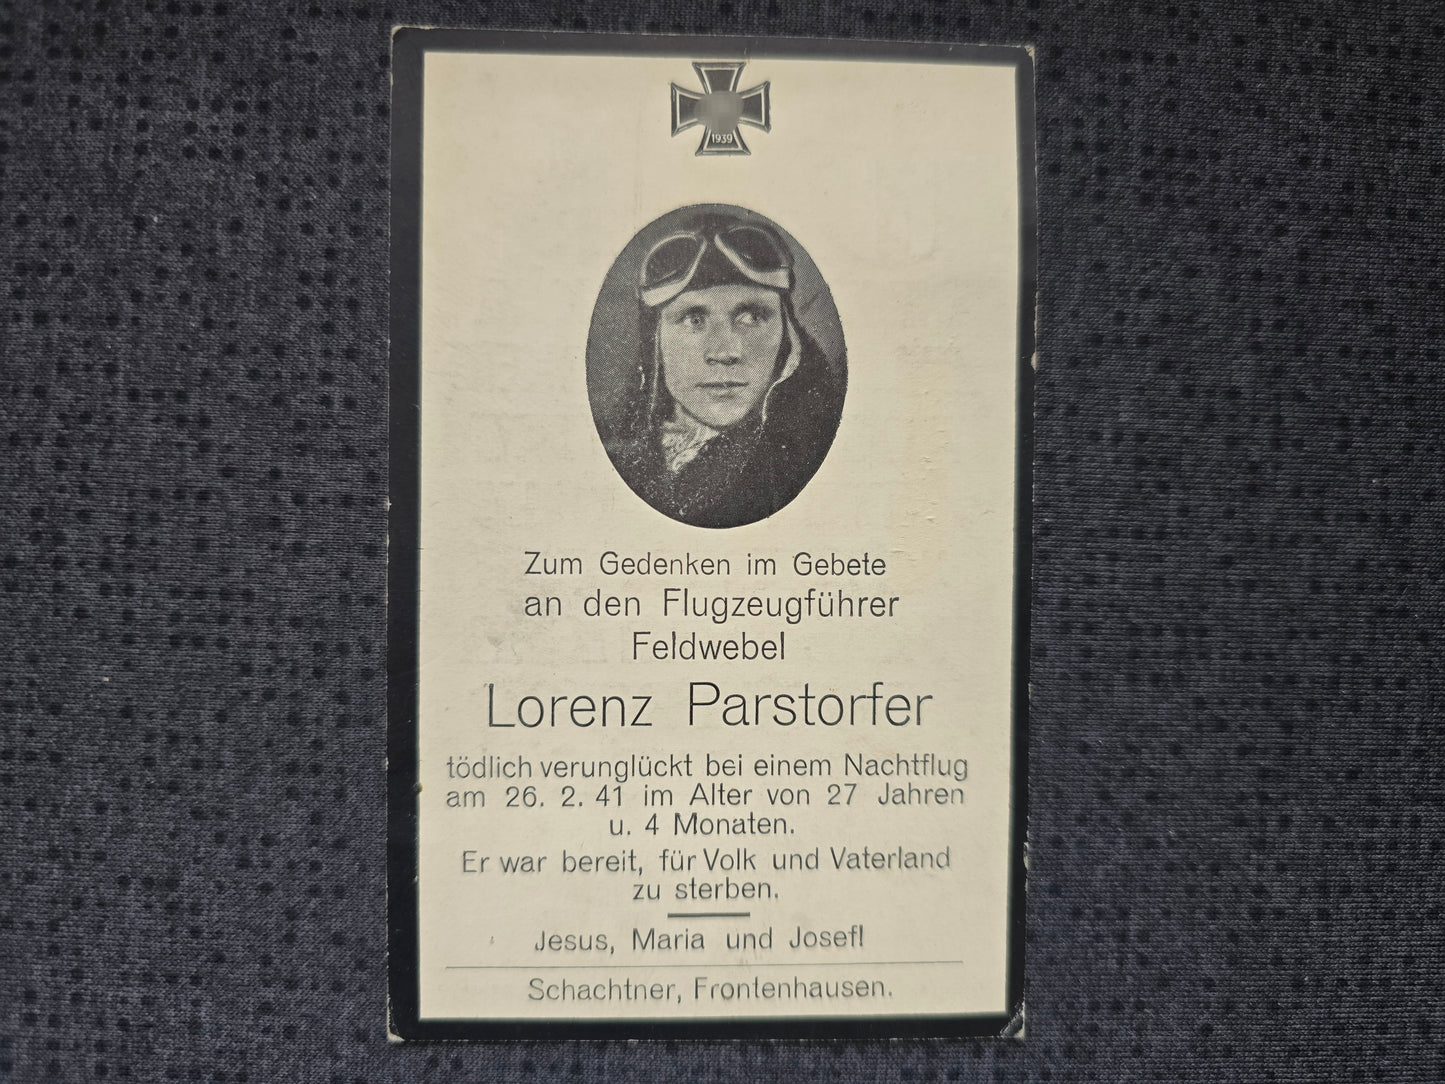 1939
Zum Gedenken im Gebete
an den Flugzeugführer
Feldwebel
Lorenz Parstorfer
tödlich verunglückt bei einem Nachtflug
am 26. 2. 41 im Alter von 27 Jahren
u. 4 Monaten.
Er war bereit, für Volk und Vaterland
zu sterben.
Jesus, Maria und Josef!
Schachtner, Frontenhausen.